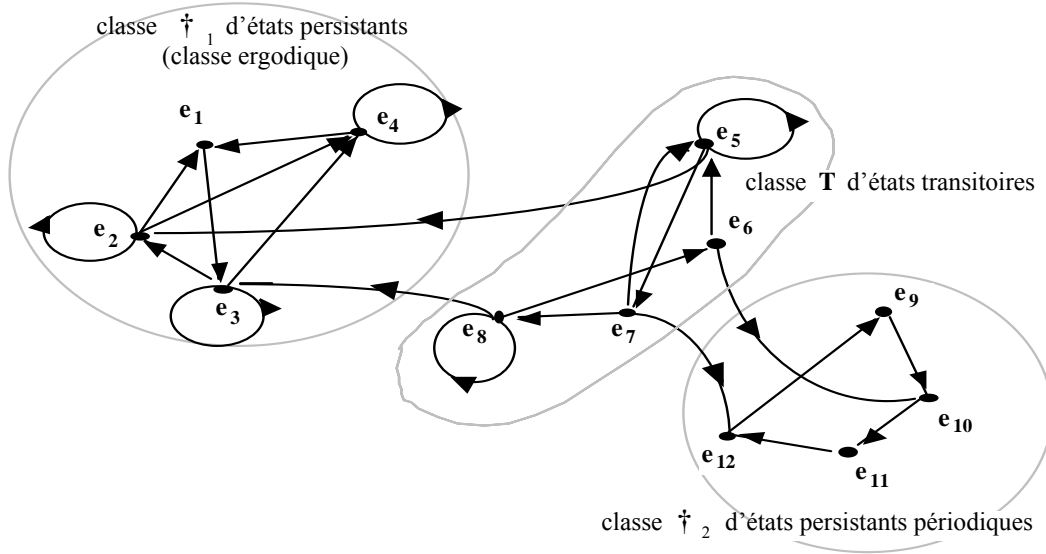 classe †₁ d'états persistants
(classe ergodique)
e₁
e₄
e₅
classe T d'états transitoires
e₂
e₆
e₃
e₈
e₇
e₉
e₁₀
e₁₂
e₁₁
classe †₂ d'états persistants périodiques